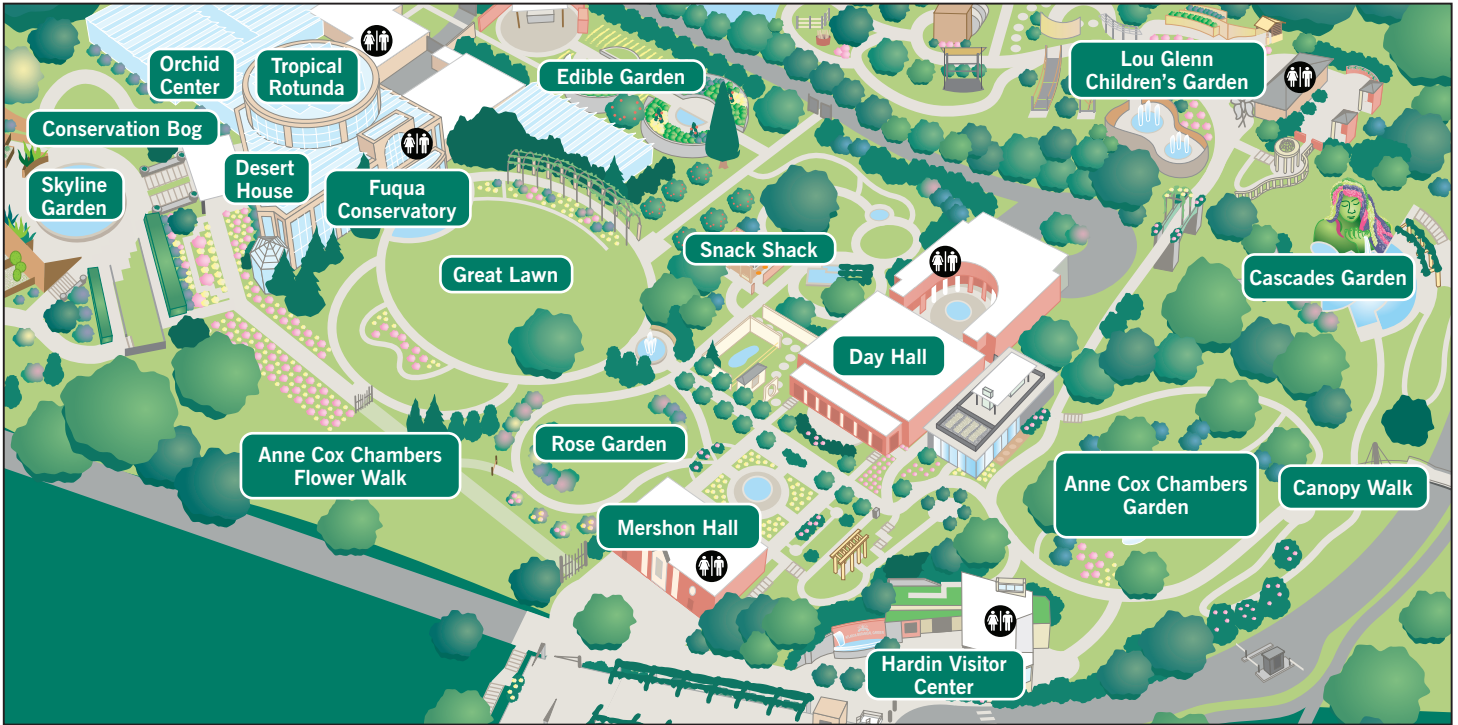 Orchid
Center
Tropical
Rotunda
Edible Garden
Lou Glenn
Children's Garden
Conservation Bog
Desert
House
Skyline
Garden
Fuqua
Conservatory
Snack Shack
Great Lawn
Cascades Garden
Day Hall
Rose Garden
Anne Cox Chambers
Flower Walk
Anne Cox Chambers
Garden
Canopy Walk
Mershon Hall
Hardin Visitor
Center